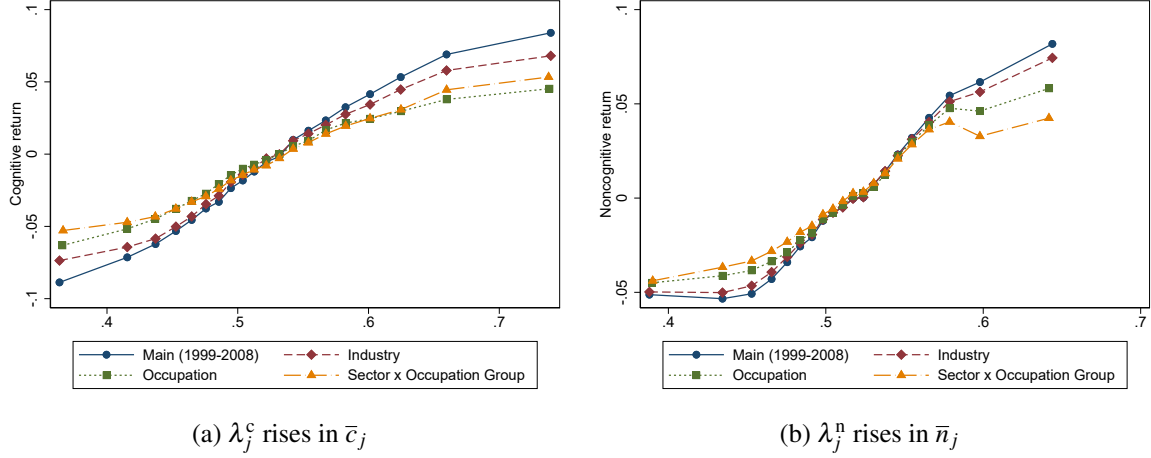 .1
.05
0
-.05
-.1
Cognitive return
.4 .5 .6 .7
Main (1999-2008) Industry
Occupation Sector x Occupation Group
(a) λ_j^c rises in c̄_j
.1
.05
0
-.05
Noncognitive return
.4 .5 .6 .7
Main (1999-2008) Industry
Occupation Sector x Occupation Group
(b) λ_j^n rises in n̄_j